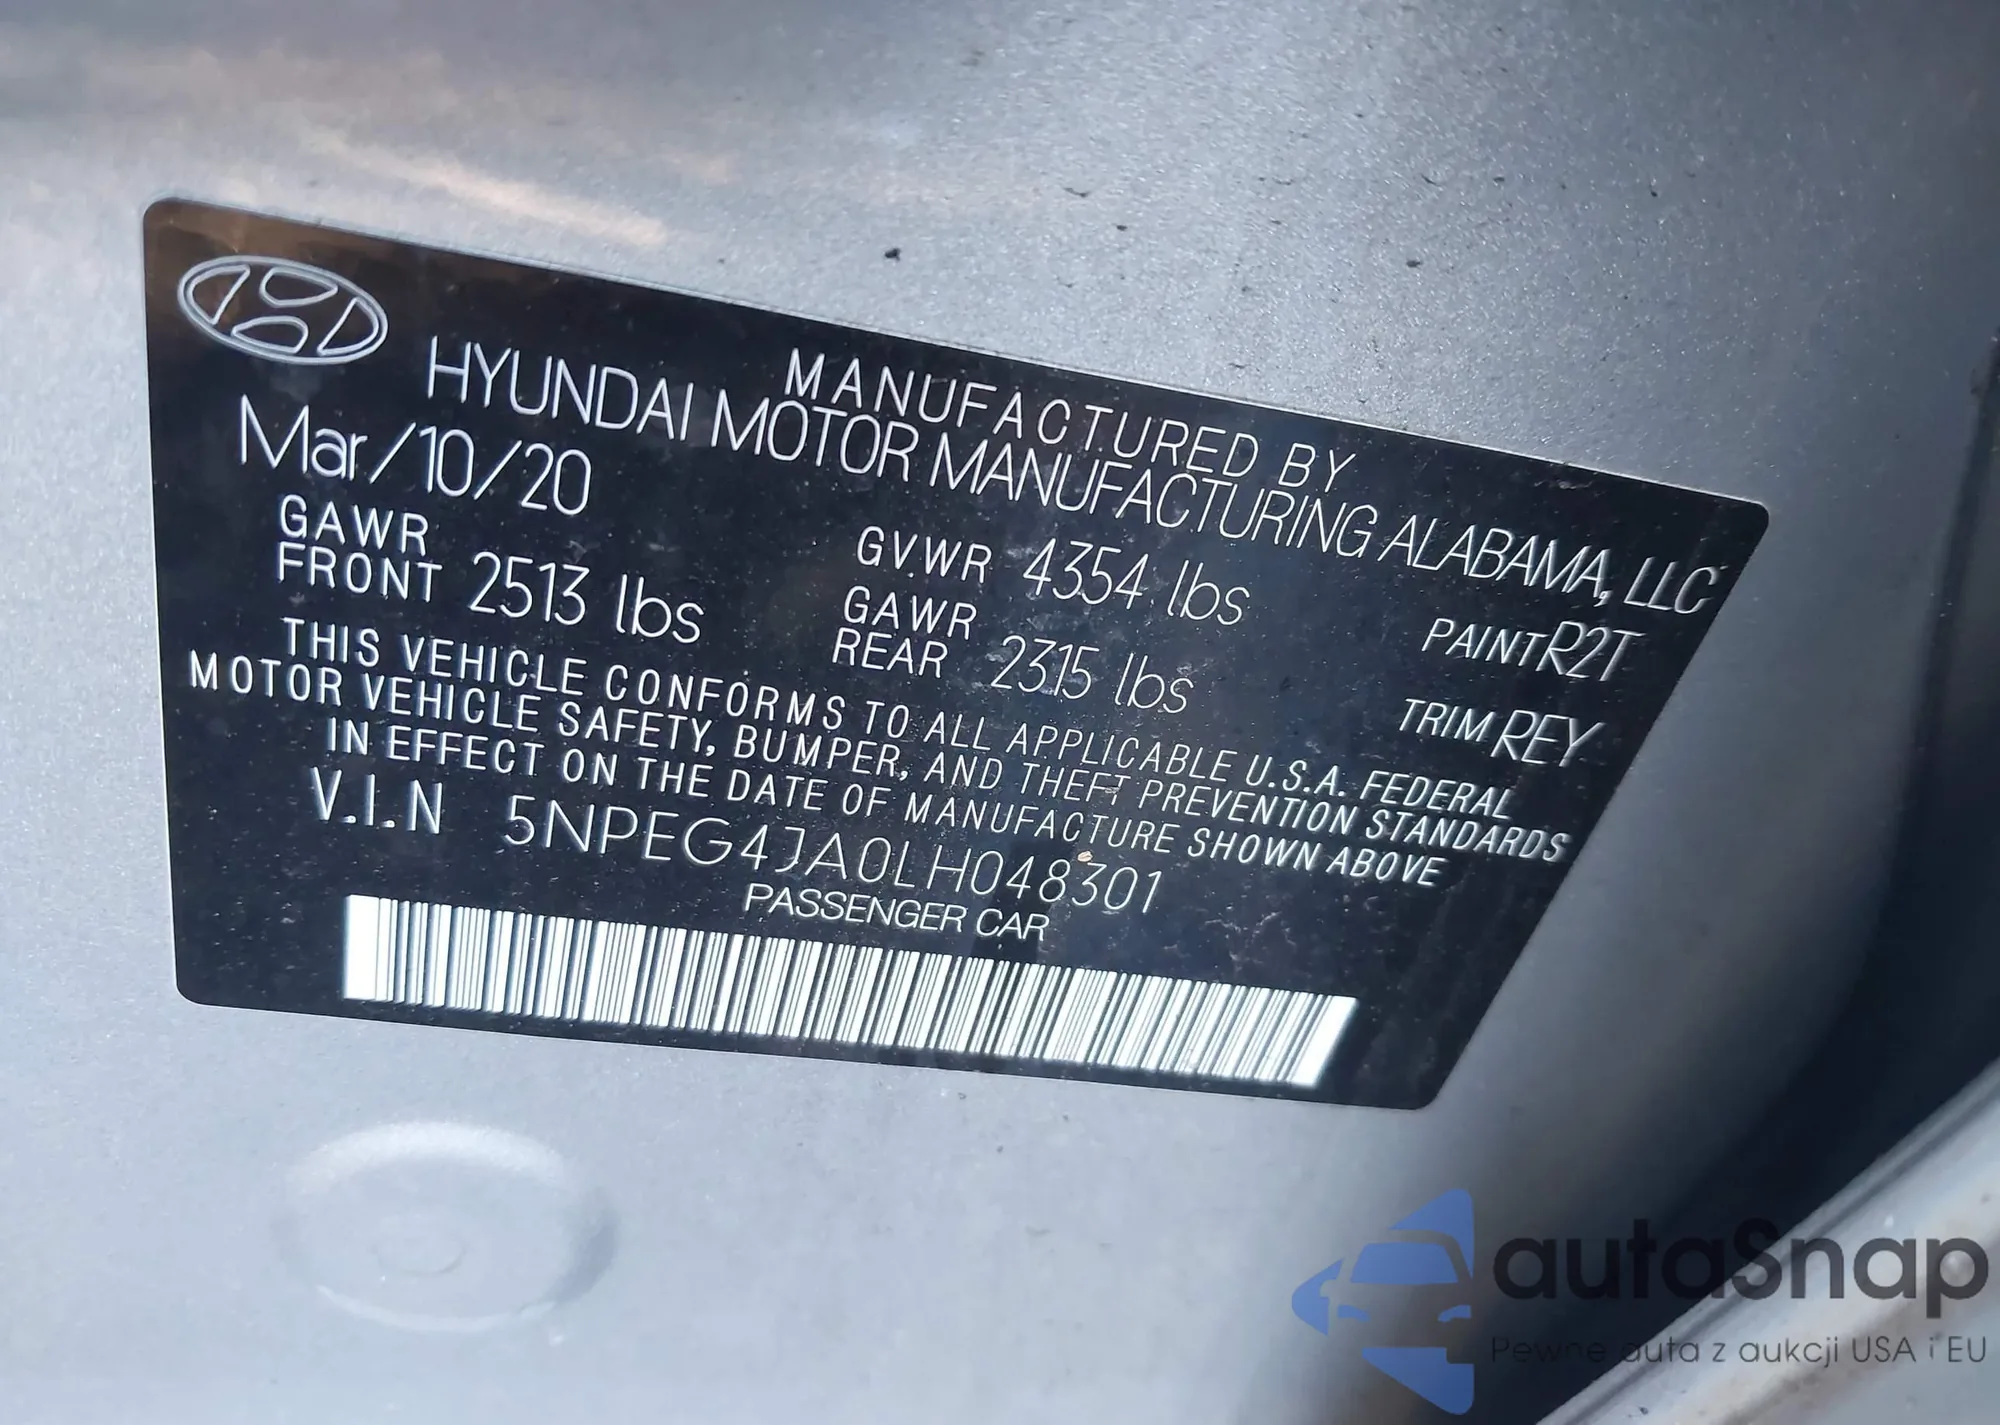 MANUFACTURED BY
HYUNDAI MOTOR MANUFACTURING ALABAMA, LLC
Mar/10/20
GAWR FRONT 2513 lbs
GVWR 4354 lbs
GAWR REAR 2315 lbs
PAINT R2T
TRIM REY
THIS VEHICLE CONFORMS TO ALL APPLICABLE U.S.A. FEDERAL
MOTOR VEHICLE SAFETY, BUMPER, AND THEFT PREVENTION STANDARDS
IN EFFECT ON THE DATE OF MANUFACTURE SHOWN ABOVE
V.I.N 5NPEG4JA0LH048301
PASSENGER CAR
autaSnap
Pewne auta z aukcji USA i EU